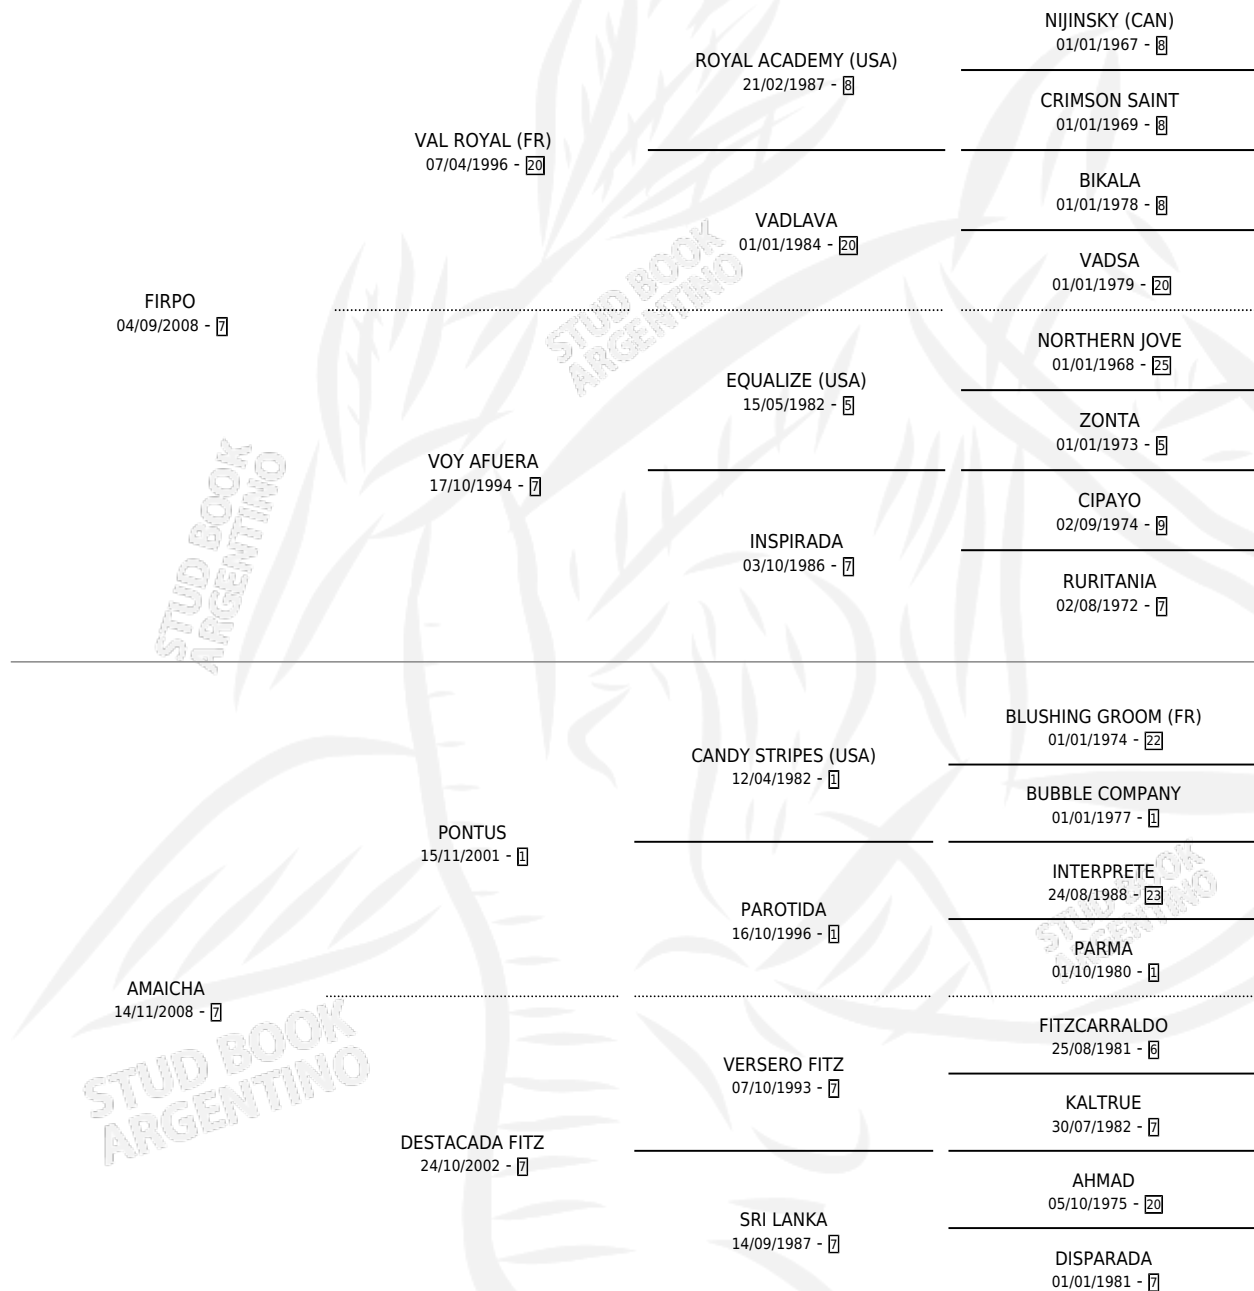 NIJINSKY (CAN)
01/01/1967 - 8
ROYAL ACADEMY (USA)
21/02/1987 - 8
CRIMSON SAINT
01/01/1969 - 8
VAL ROYAL (FR)
07/04/1996 - 20
BIKALA
01/01/1978 - 8
VADLAVA
01/01/1984 - 20
VADSA
01/01/1979 - 20
FIRPO
04/09/2008 - 7
NORTHERN JOVE
01/01/1968 - 25
EQUALIZE (USA)
15/05/1982 - 5
ZONTA
01/01/1973 - 5
VOY AFUERA
17/10/1994 - 7
CIPAYO
02/09/1974 - 9
INSPIRADA
03/10/1986 - 7
RURITANIA
02/08/1972 - 7
BLUSHING GROOM (FR)
01/01/1974 - 22
CANDY STRIPES (USA)
12/04/1982 - 1
BUBBLE COMPANY
01/01/1977 - 1
PONTUS
15/11/2001 - 1
INTERPRETE
24/08/1988 - 23
PAROTIDA
16/10/1996 - 1
PARMA
01/10/1980 - 1
AMAICHA
14/11/2008 - 7
FITZCARRALDO
25/08/1981 - 6
VERSERO FITZ
07/10/1993 - 7
KALTRUE
30/07/1982 - 7
DESTACADA FITZ
24/10/2002 - 7
AHMAD
05/10/1975 - 20
SRI LANKA
14/09/1987 - 7
DISPARADA
01/01/1981 - 7
STUD BOOK
ARGENTINO
STUD BOOK
ARGENTINO
STUD BOOK
ARGENTINO
STUD BOOK
ARGENTINO